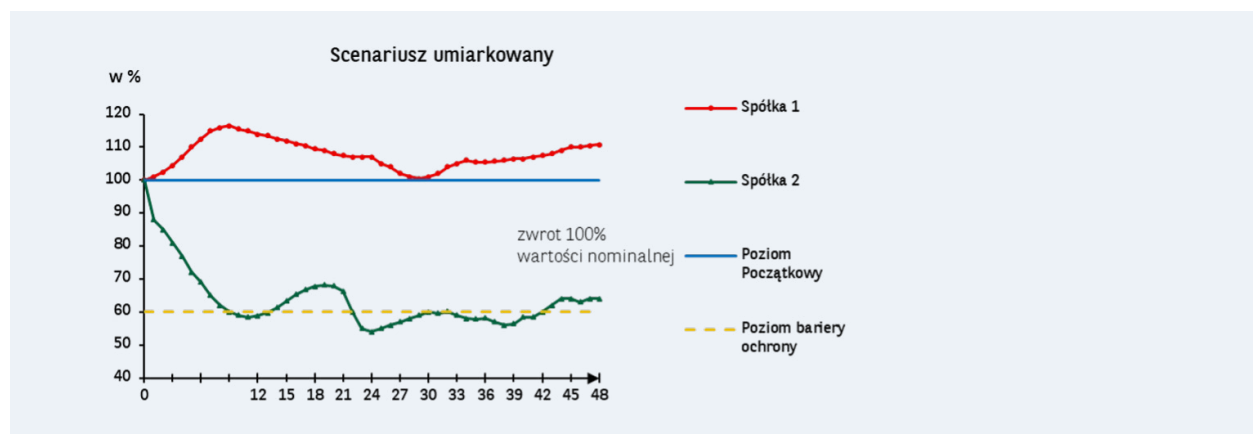 Scenariusz umiarkowany
w %
120
110
100
90
80
70
60
50
40
0
12 15 18 21 24 27 30 33 36 39 42 45 48
zwrot 100%
wartości nominalnej
Spółka 1
Spółka 2
Poziom
Początkowy
Poziom bariery
ochrony